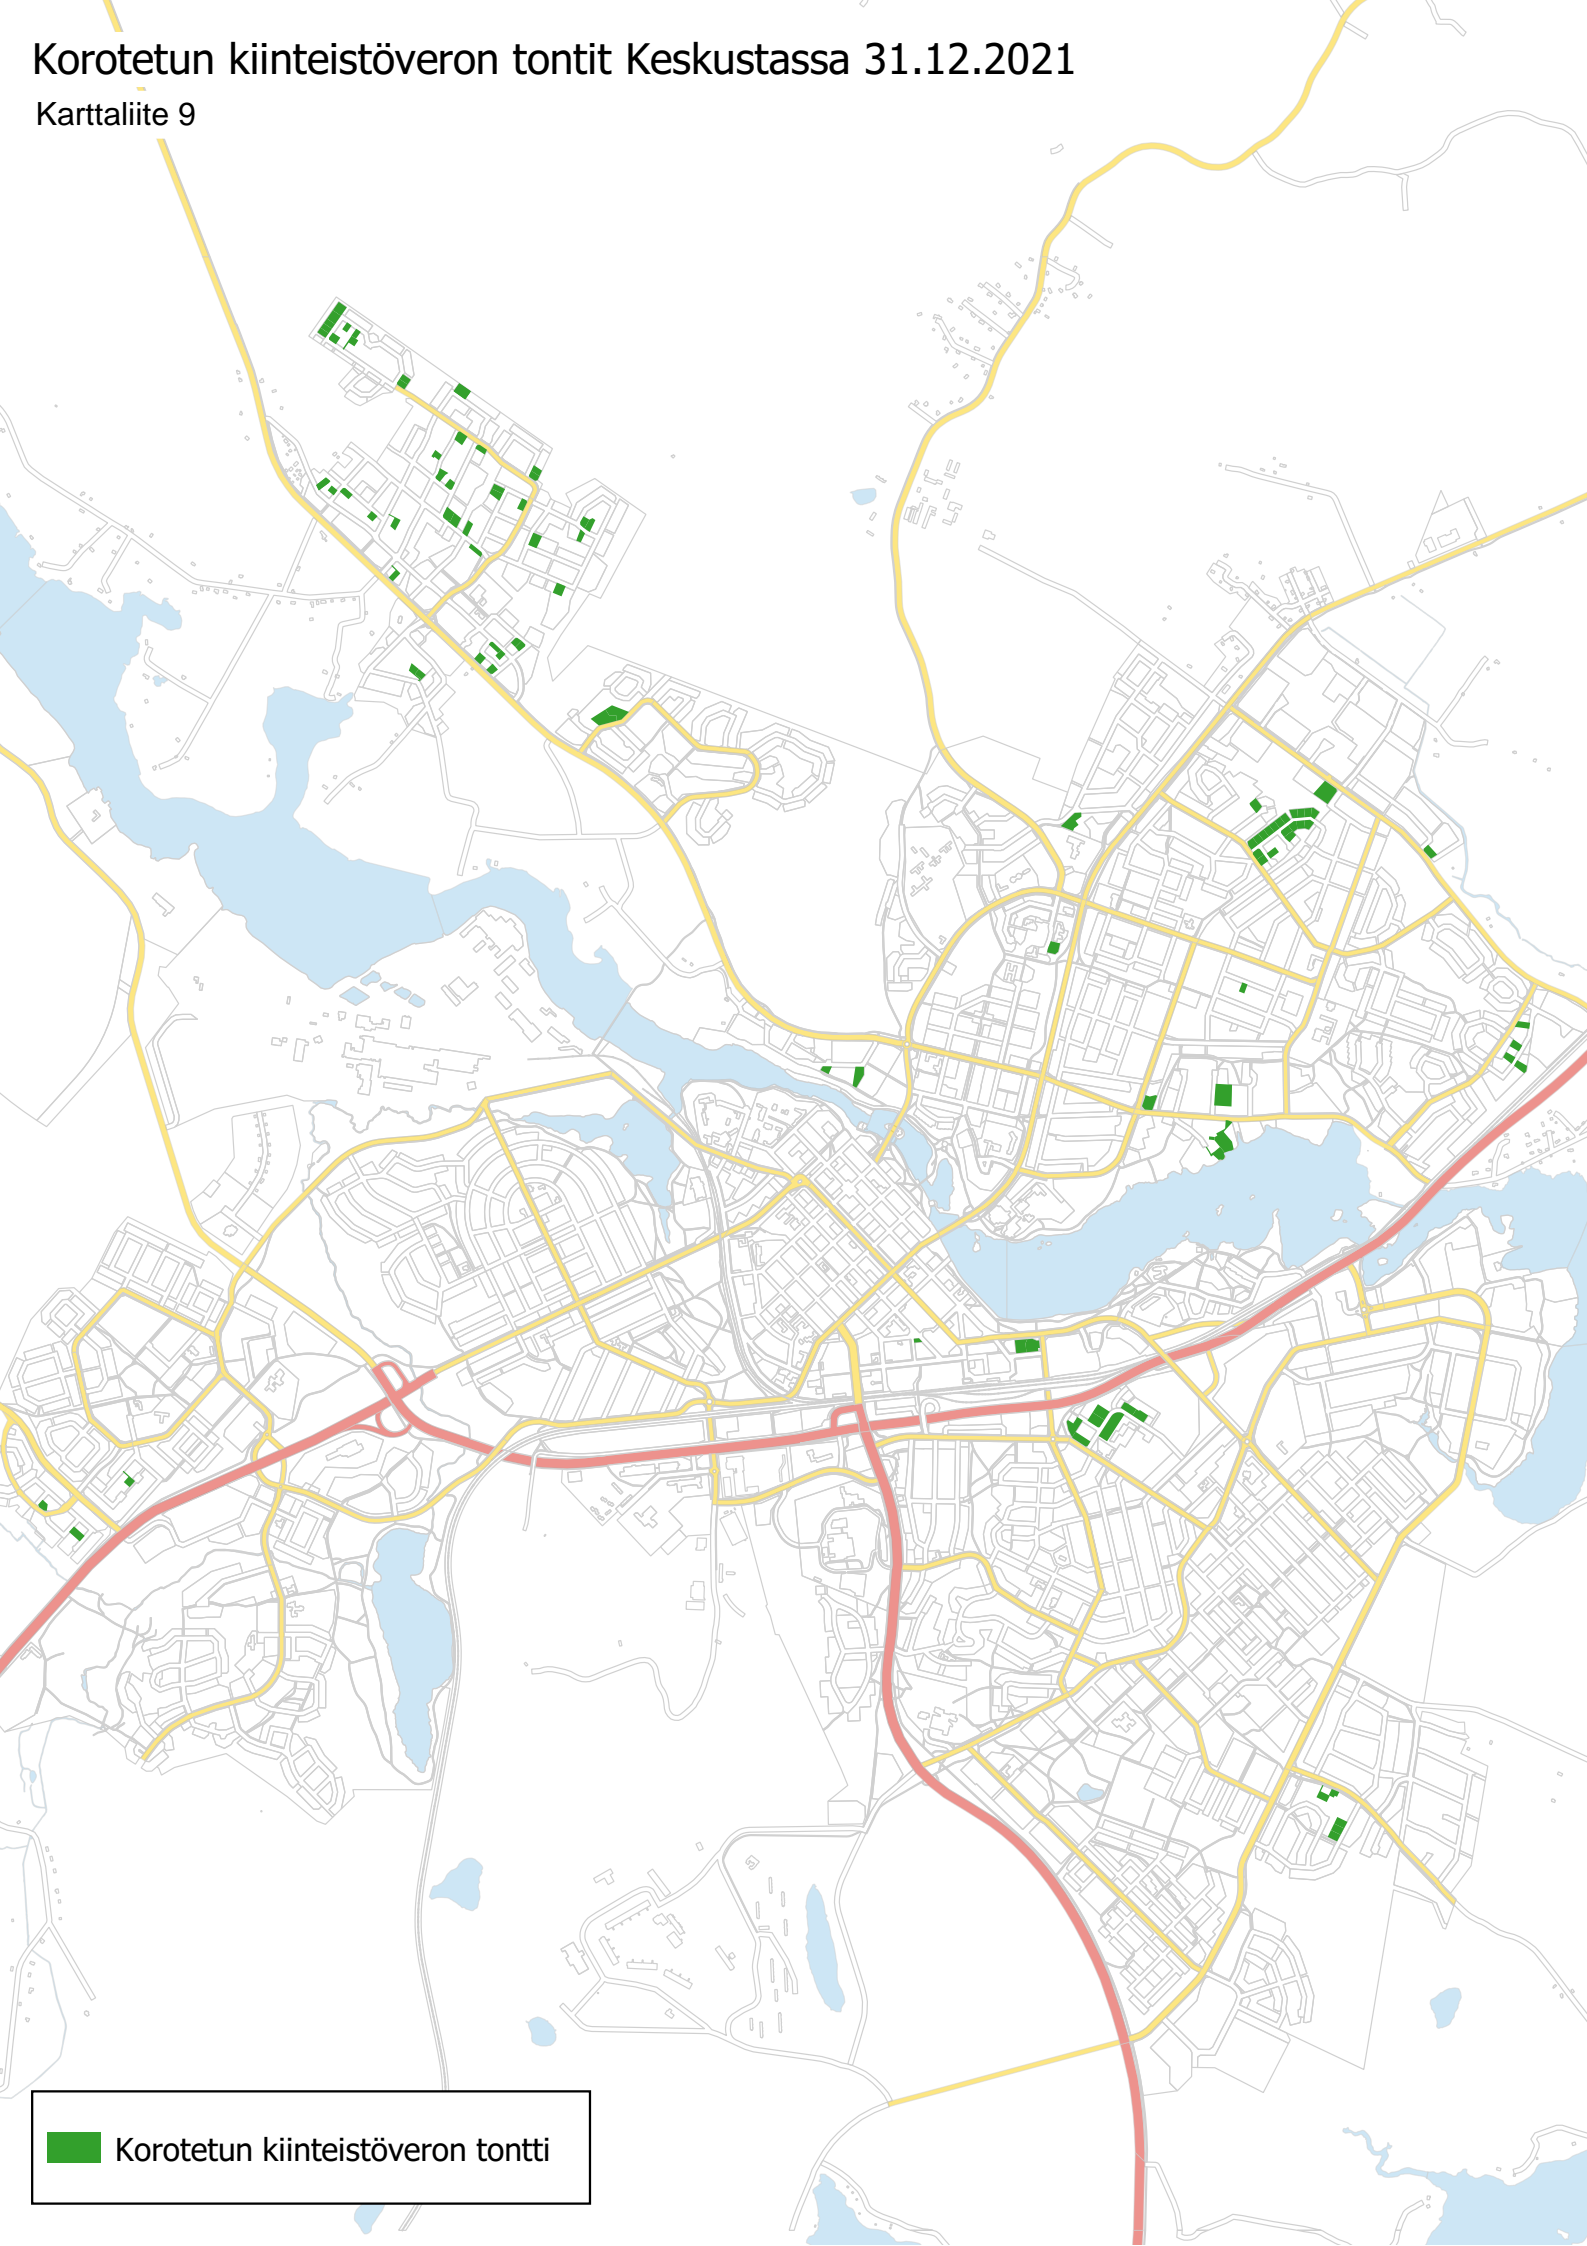 Korotetun kiinteistöveron tontit Keskustassa 31.12.2021
Karttaliite 9
Korotetun kiinteistöveron tontti